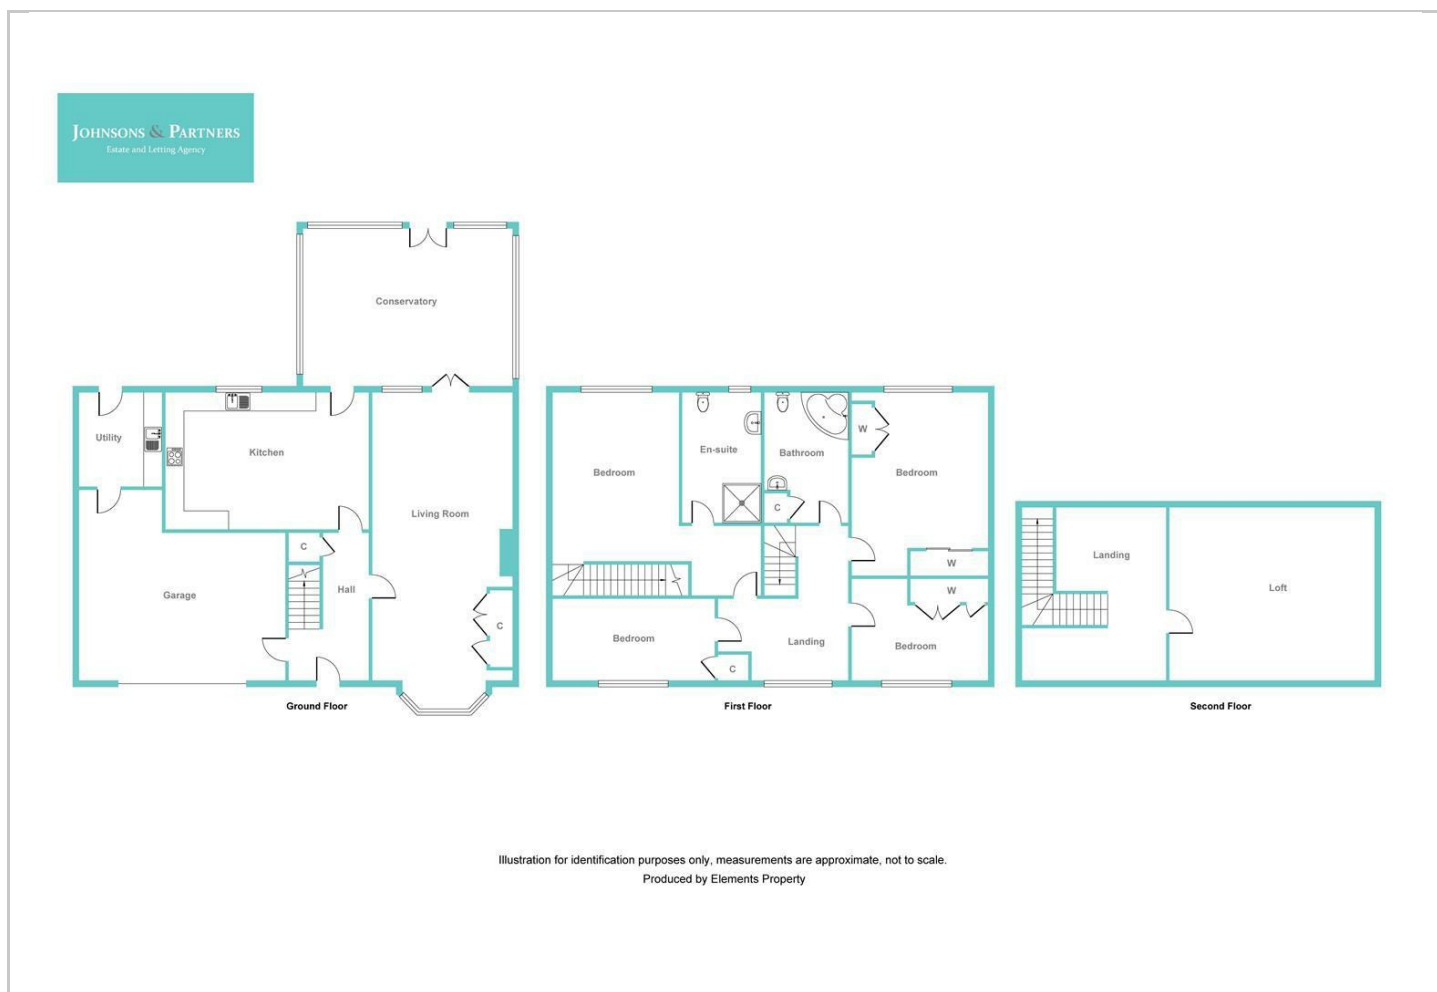 JOHNSONS & PARTNERS
Estate and Letting Agency
Conservatory
Utility
Kitchen
Living Room
C
Hall
Garage
C
Ground Floor
Bedroom
En-suite
Bathroom
W
Bedroom
C
W
W
Bedroom
Landing
Bedroom
C
First Floor
Landing
Loft
Second Floor
Illustration for identification purposes only, measurements are approximate, not to scale.
Produced by Elements Property